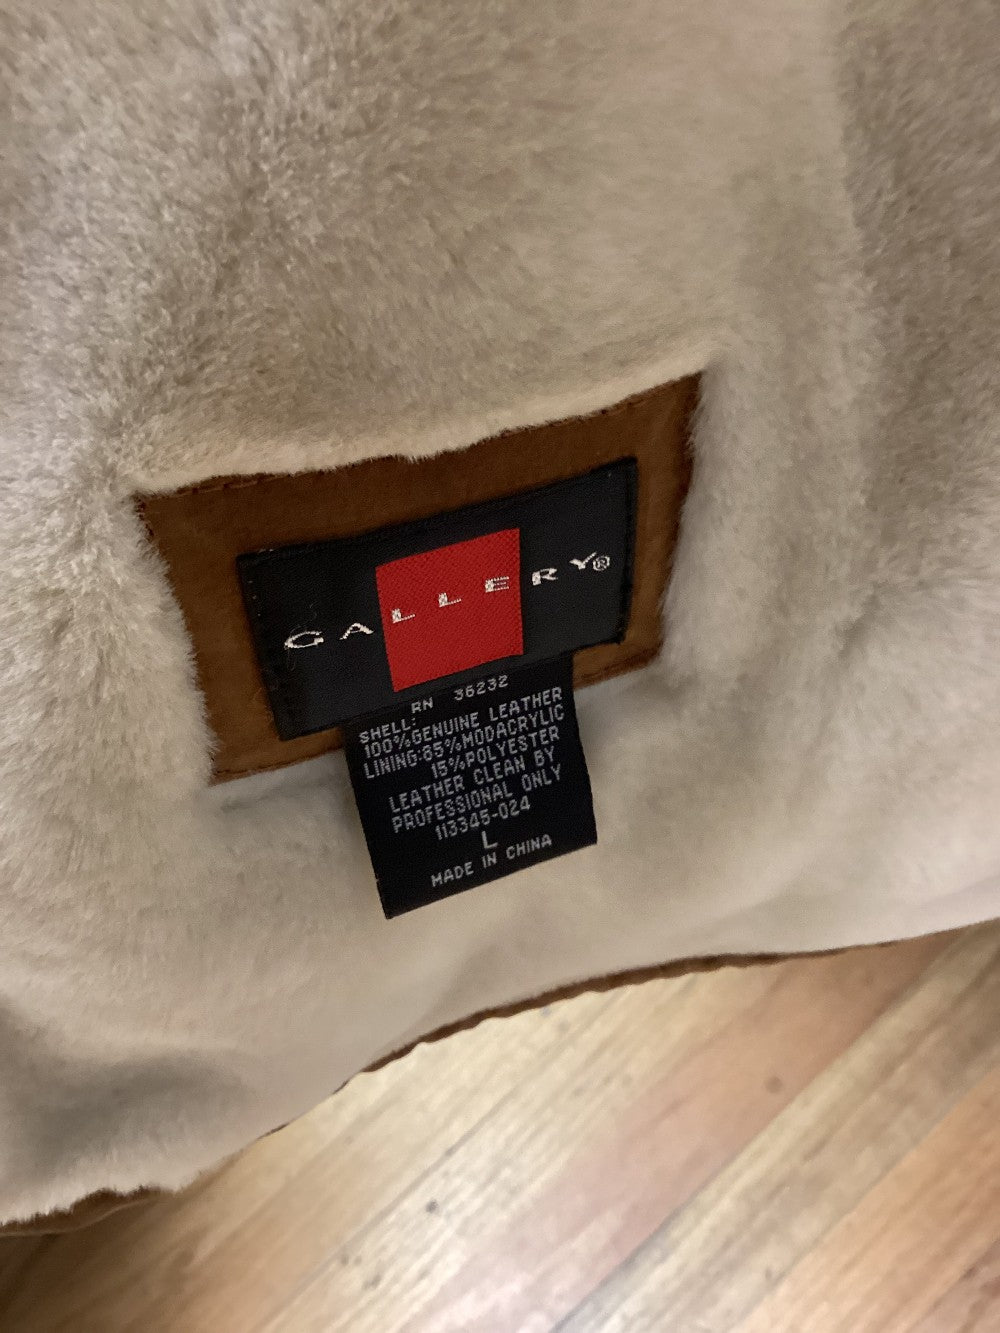 GALLERY®
RN 36232
SHELL:
100%GENUINE LEATHER
LINING:85%MODACRYLIC
15%POLYESTER
LEATHER CLEAN BY
PROFESSIONAL ONLY
113345-024
L
MADE IN CHINA